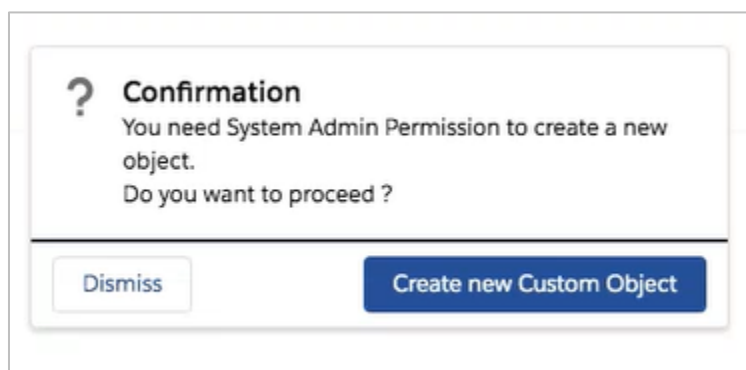 ?
Confirmation
You need System Admin Permission to create a new
object.
Do you want to proceed ?
Dismiss
Create new Custom Object